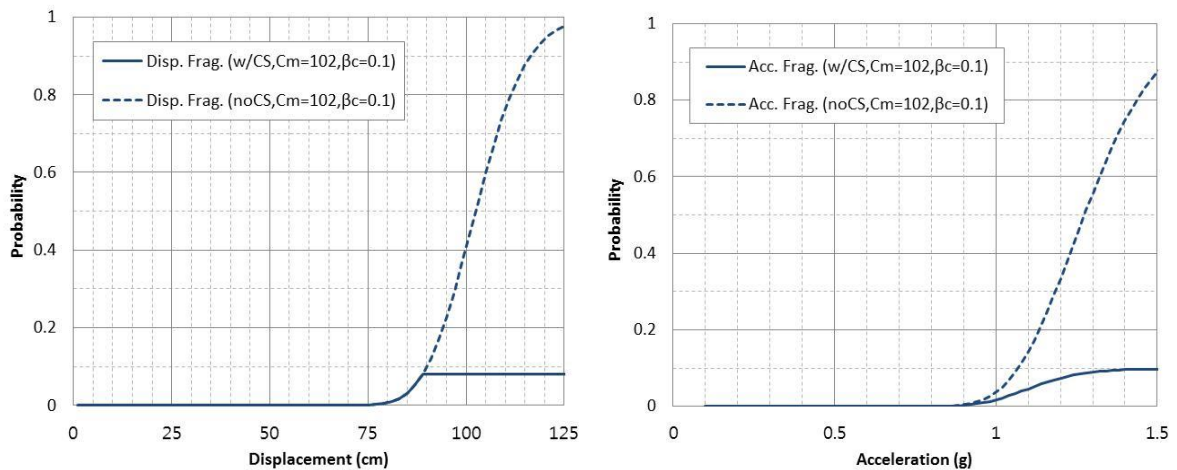 1
0.8
0.6
0.4
0.2
0
Probability
Disp. Frag. (w/CS,Cm=102,βc=0.1)
Disp. Frag. (noCS,Cm=102,βc=0.1)
0 25 50 75 100 125
Displacement (cm)
1
0.8
0.6
0.4
0.2
0
Probability
Acc. Frag. (w/CS,Cm=102,βc=0.1)
Acc. Frag. (noCS,Cm=102,βc=0.1)
0 0.5 1 1.5
Acceleration (g)